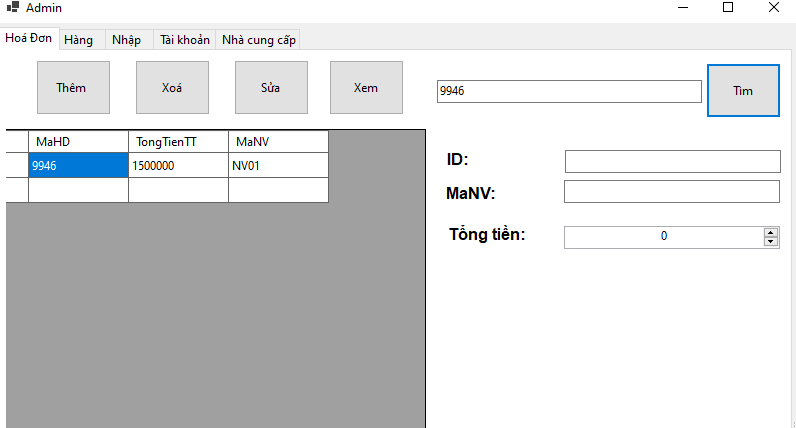 Admin
Hoá Đơn Hàng Nhập Tài khoản Nhà cung cấp
Thêm Xoá Sửa Xem 9946 Tìm
MaHD TongTienTT MaNV
9946 1500000 NV01
ID:
MaNV:
Tổng tiền: 0